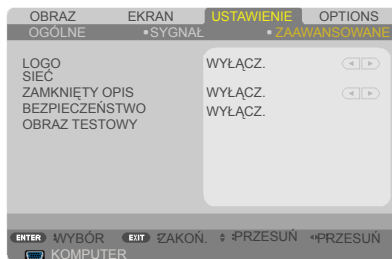 OBRAZ EKRAN USTAWIENIE OPTIONS
OGÓLNE •SYGNAŁ •ZAAWANSOWANE
LOGO WYŁĄCZ.
SIEĆ
ZAMKNIĘTY OPIS WYŁĄCZ.
BEZPIECZEŃSTWO WYŁĄCZ.
OBRAZ TESTOWY
ENTER :WYBÓR EXIT :ZAKOŃ. :PRZESUŃ :PRZESUŃ
KOMPUTER